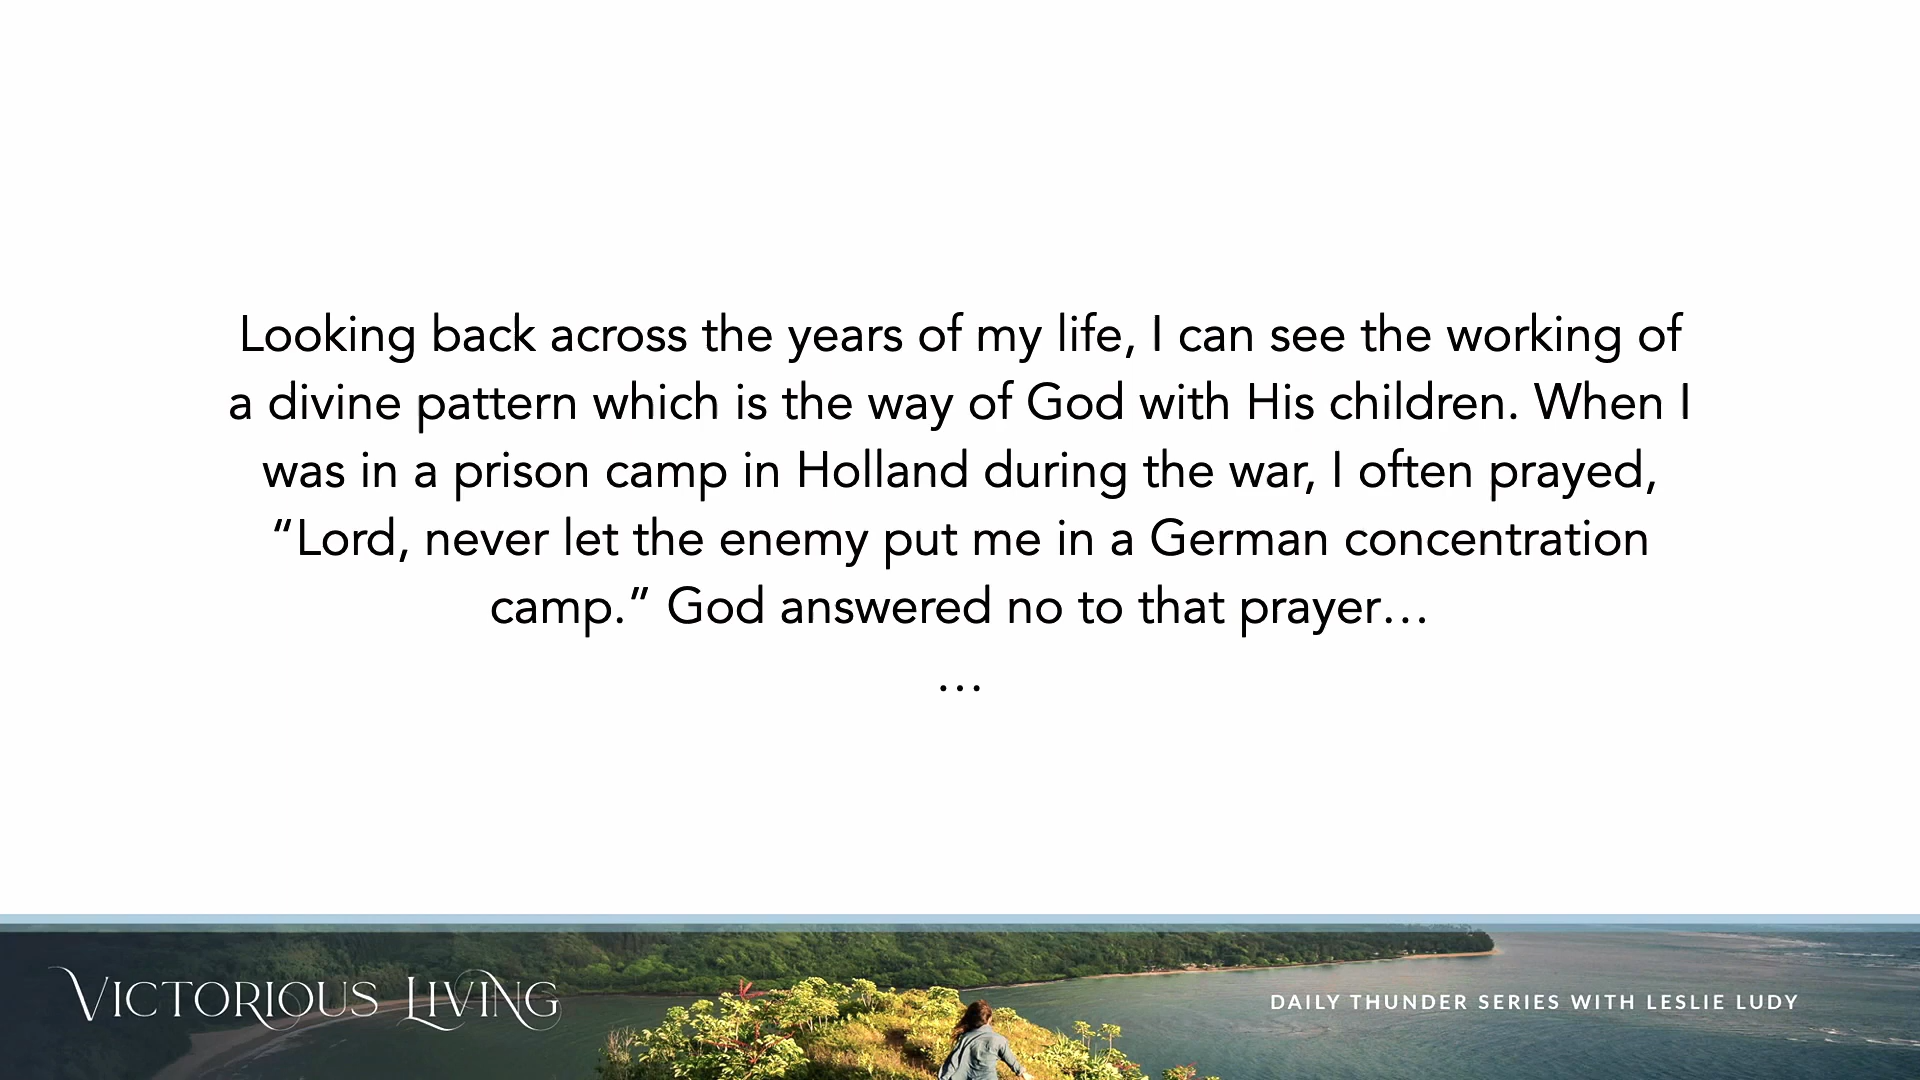 Looking back across the years of my life, I can see the working of
a divine pattern which is the way of God with His children. When I
was in a prison camp in Holland during the war, I often prayed,
“Lord, never let the enemy put me in a German concentration
camp.” God answered no to that prayer…
…
VICTORIOUS LIVING
DAILY THUNDER SERIES WITH LESLIE LUDY